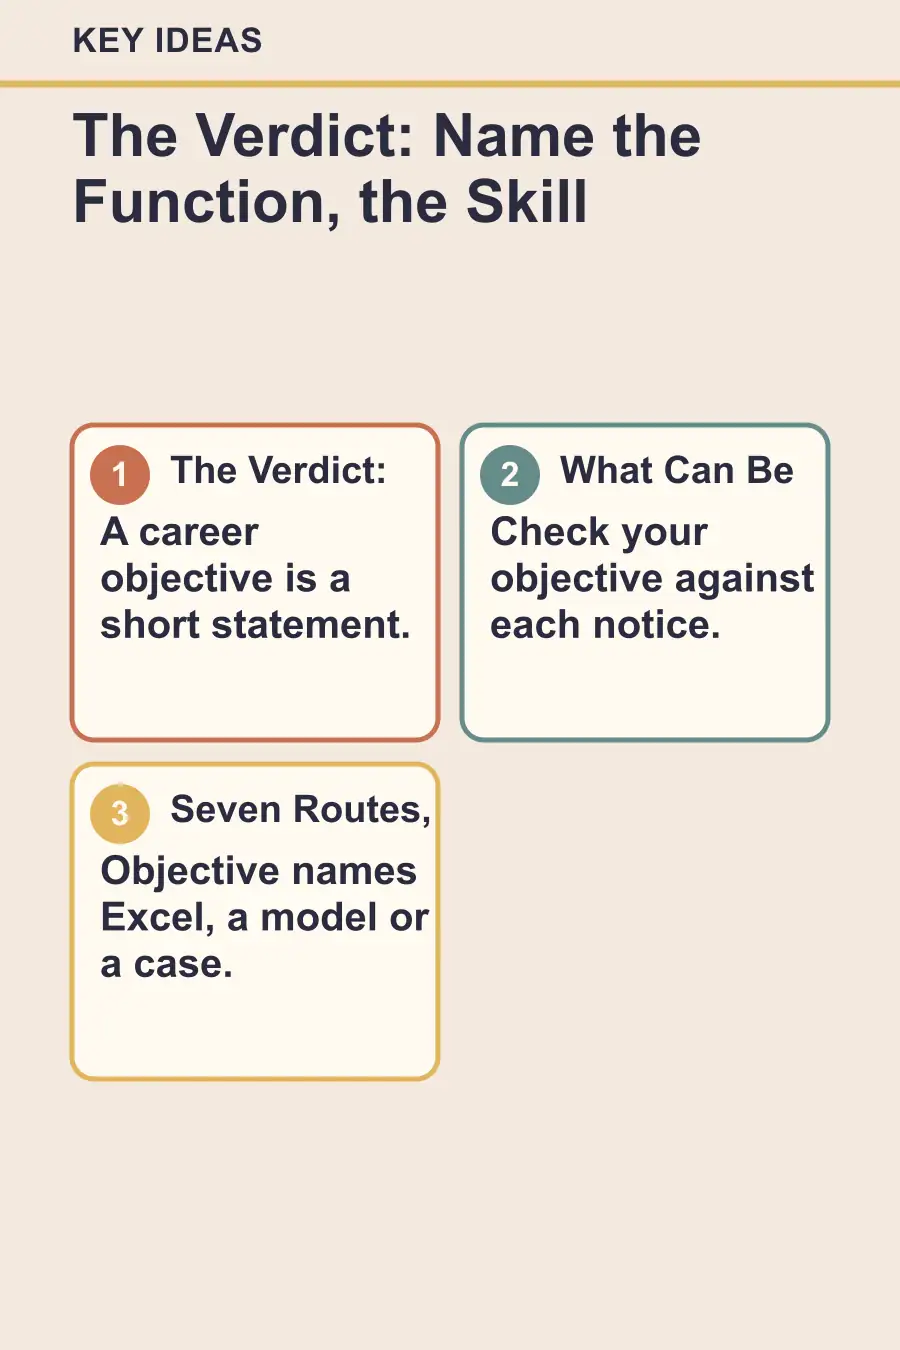 KEY IDEAS
The Verdict: Name the
Function, the Skill
1 The Verdict:
A career
objective is a
short statement.
2 What Can Be
Check your
objective against
each notice.
3 Seven Routes,
Objective names
Excel, a model or
a case.